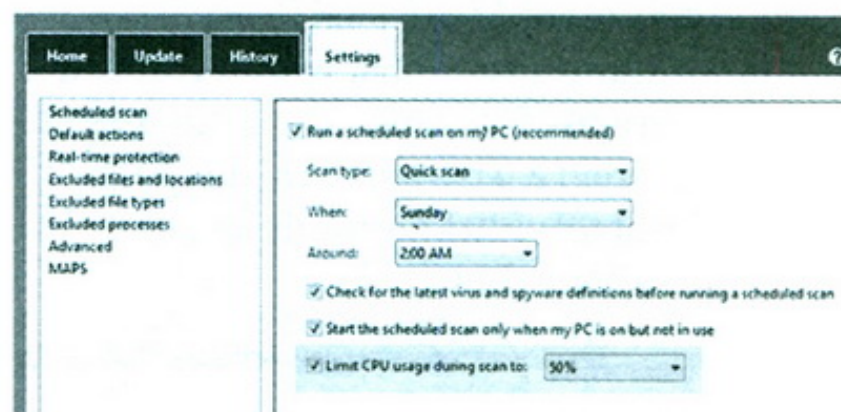 Home Update History Settings
Scheduled scan
Default actions
Real-time protection
Excluded files and locations
Excluded file types
Excluded processes
Advanced
MAPS
Run a scheduled scan on my PC (recommended)
Scan type: Quick scan
When: Sunday
Around: 2:00 AM
Check for the latest virus and spyware definitions before running a scheduled scan
Start the scheduled scan only when my PC is on but not in use
Limit CPU usage during scan to: 50%